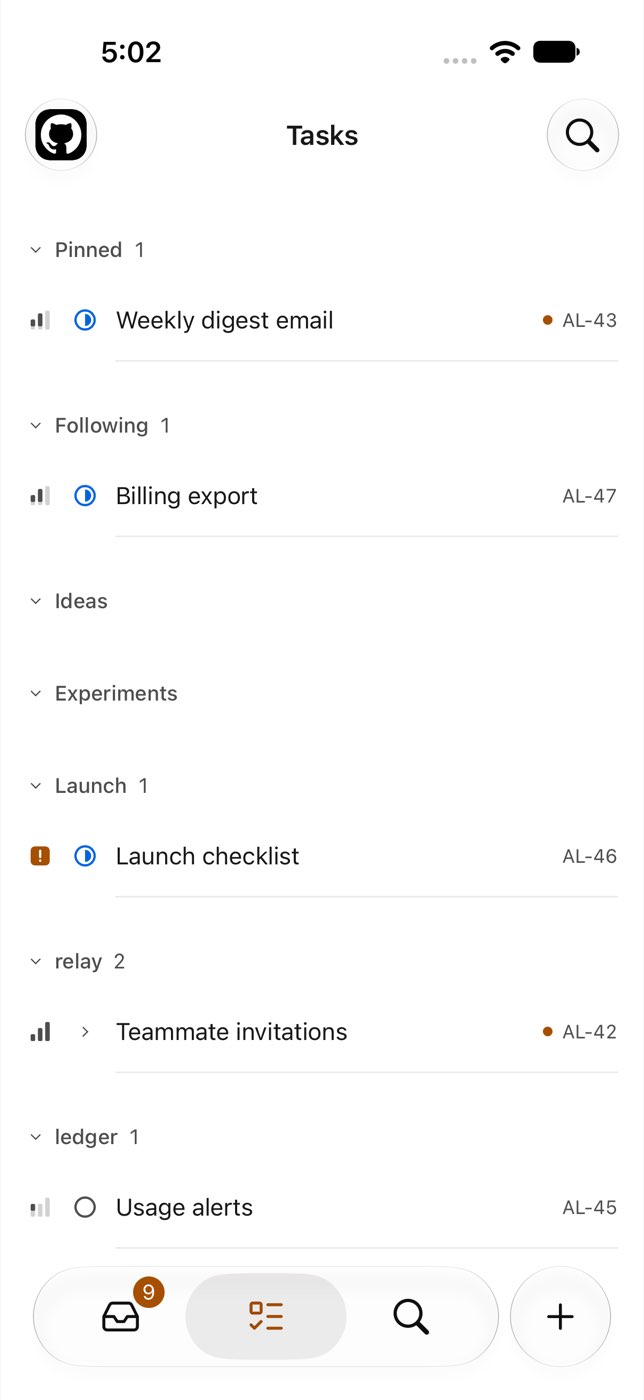 5:02
Tasks
Pinned 1
Weekly digest email AL-43
Following 1
Billing export AL-47
Ideas
Experiments
Launch 1
! Launch checklist AL-46
relay 2
Teammate invitations AL-42
ledger 1
Usage alerts AL-45
9